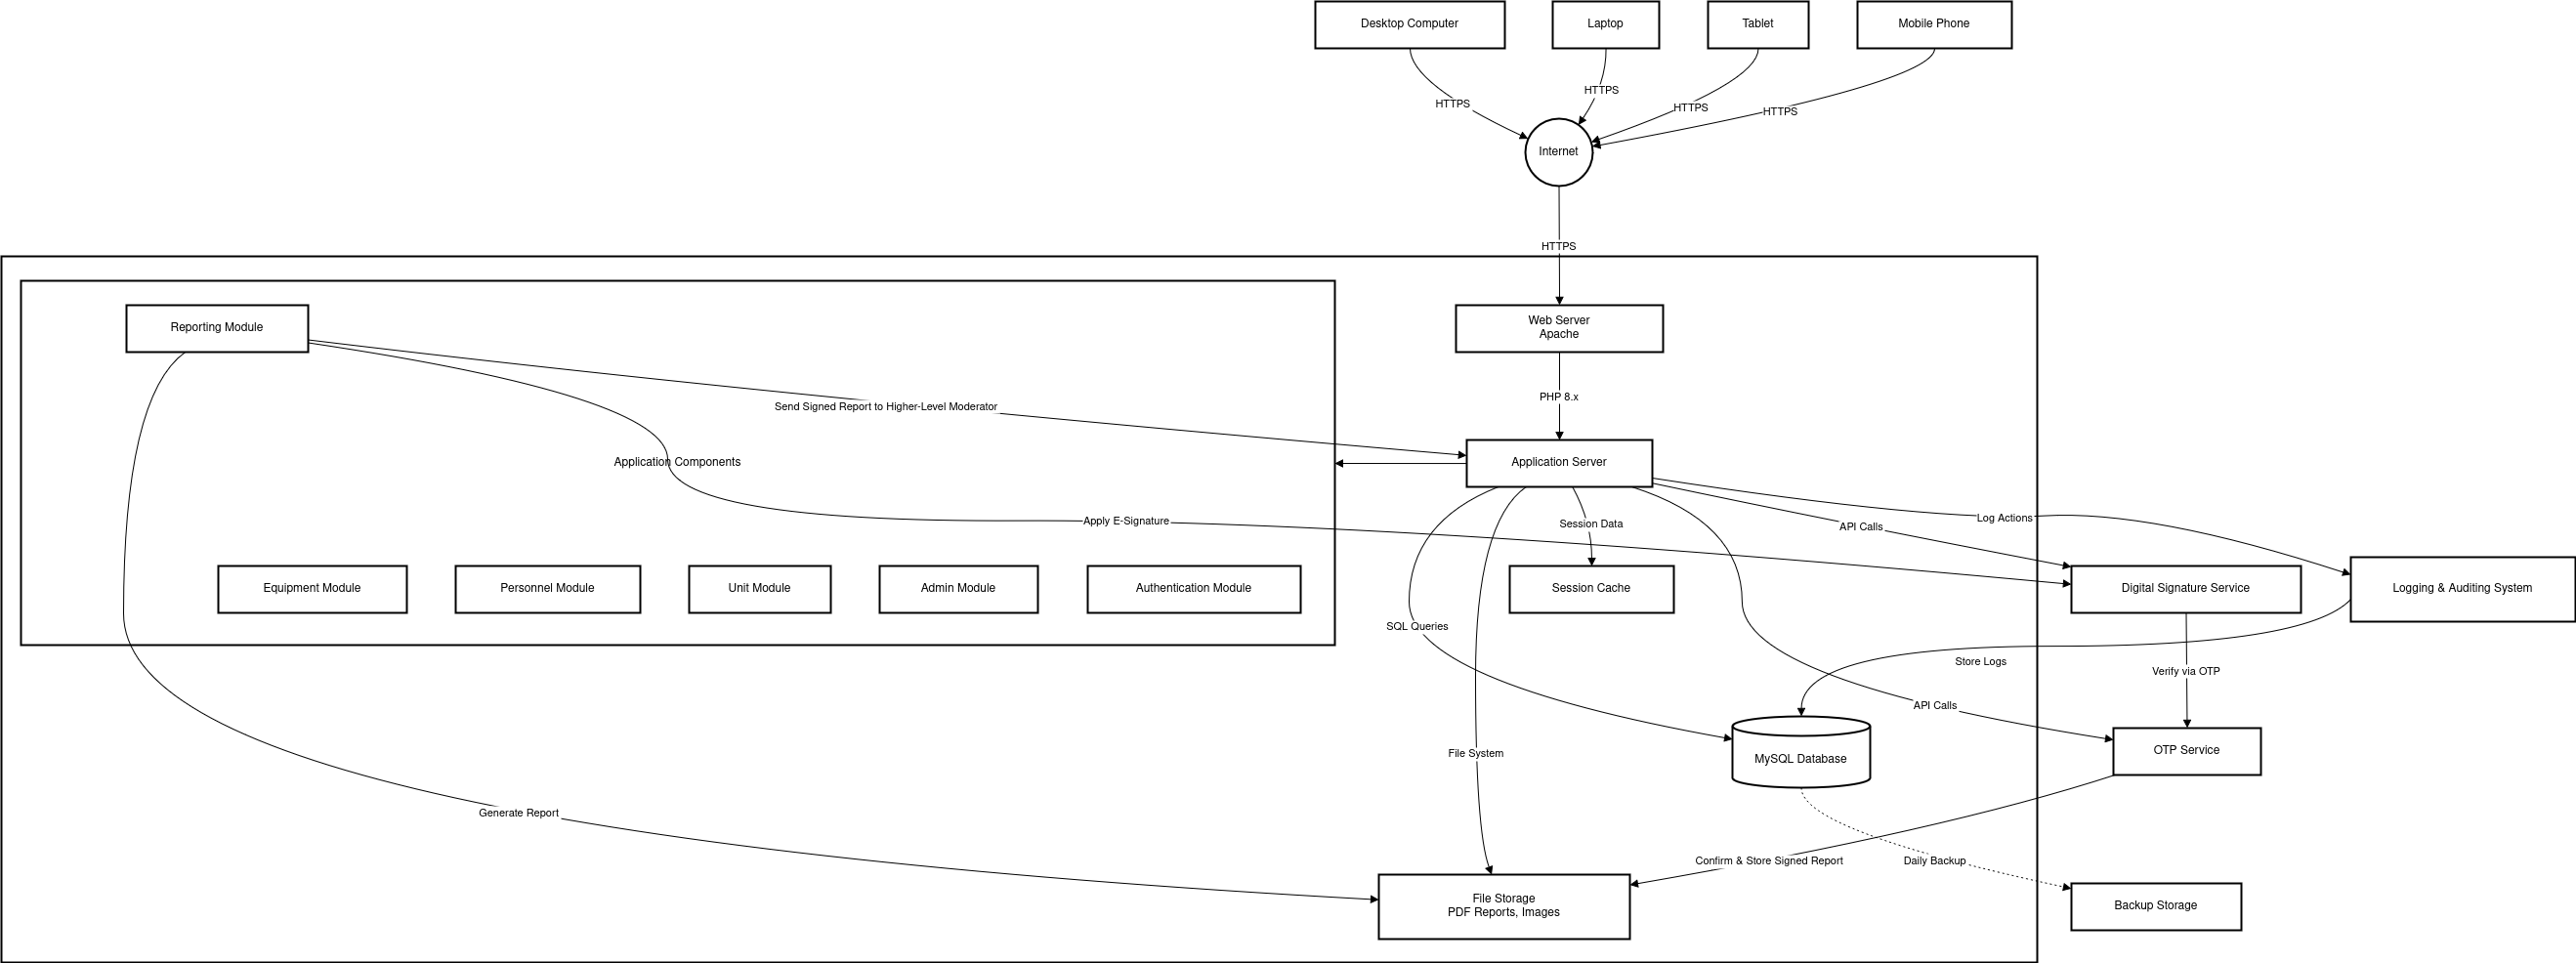 Desktop Computer
Laptop
Tablet
Mobile Phone
HTTPS
HTTPS
HTTPS
HTTPS
Internet
HTTPS
Reporting Module
Web Server
Apache
PHP 8.x
Send Signed Report to Higher-Level Moderator
Application Components
Application Server
Apply E-Signature
Session Data
API Calls
Log Actions
Equipment Module
Personnel Module
Unit Module
Admin Module
Authentication Module
Session Cache
Digital Signature Service
Logging & Auditing System
SQL Queries
Store Logs
Verify via OTP
API Calls
File System
MySQL Database
OTP Service
Generate Report
Confirm & Store Signed Report
Daily Backup
File Storage
PDF Reports, Images
Backup Storage